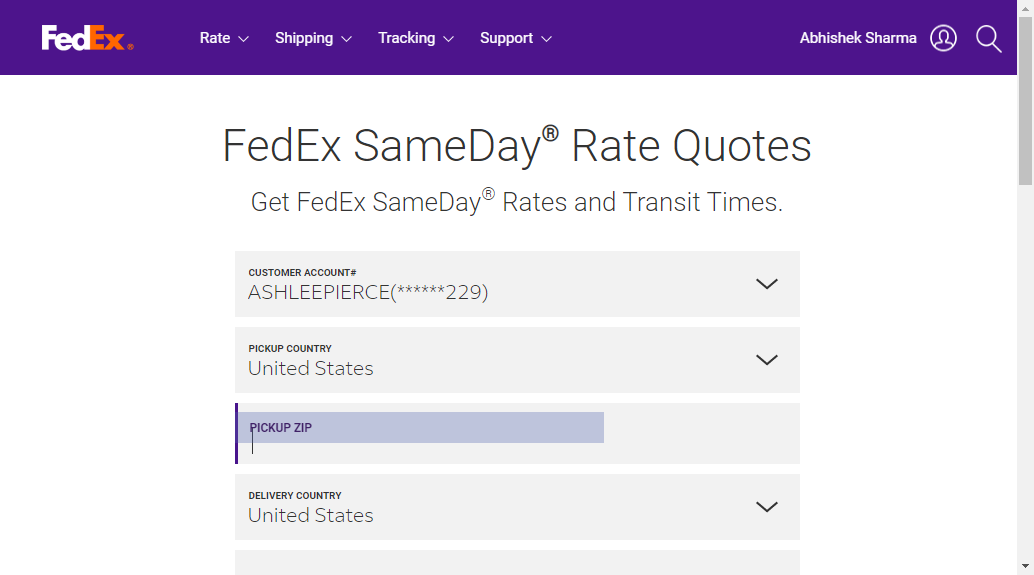 FedEx®
Rate Shipping Tracking Support Abhishek Sharma
FedEx SameDay® Rate Quotes
Get FedEx SameDay® Rates and Transit Times.
CUSTOMER ACCOUNT#
ASHLEEPIERCE(******229)
PICKUP COUNTRY
United States
PICKUP ZIP
DELIVERY COUNTRY
United States